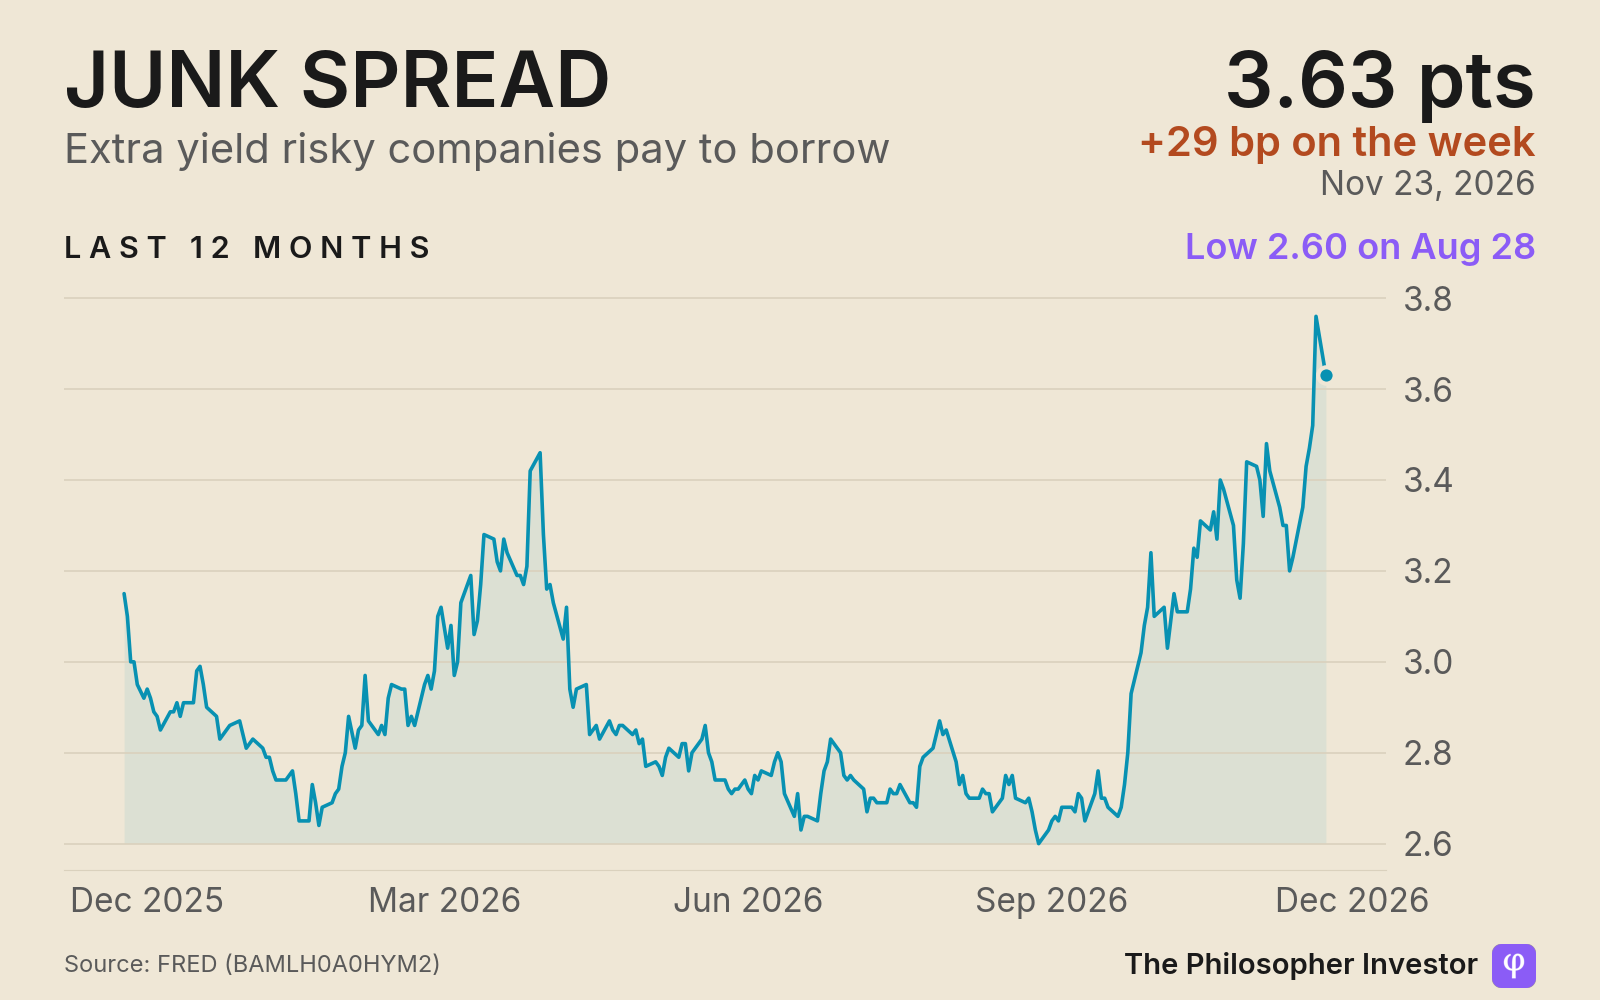 JUNK SPREAD
3.63 pts
Extra yield risky companies pay to borrow
+29 bp on the week
Nov 23, 2026
LAST 12 MONTHS
Low 2.60 on Aug 28
3.8
3.6
3.4
3.2
3.0
2.8
2.6
Dec 2025
Mar 2026
Jun 2026
Sep 2026
Dec 2026
Source: FRED (BAMLH0A0HYM2)
The Philosopher Investor φ